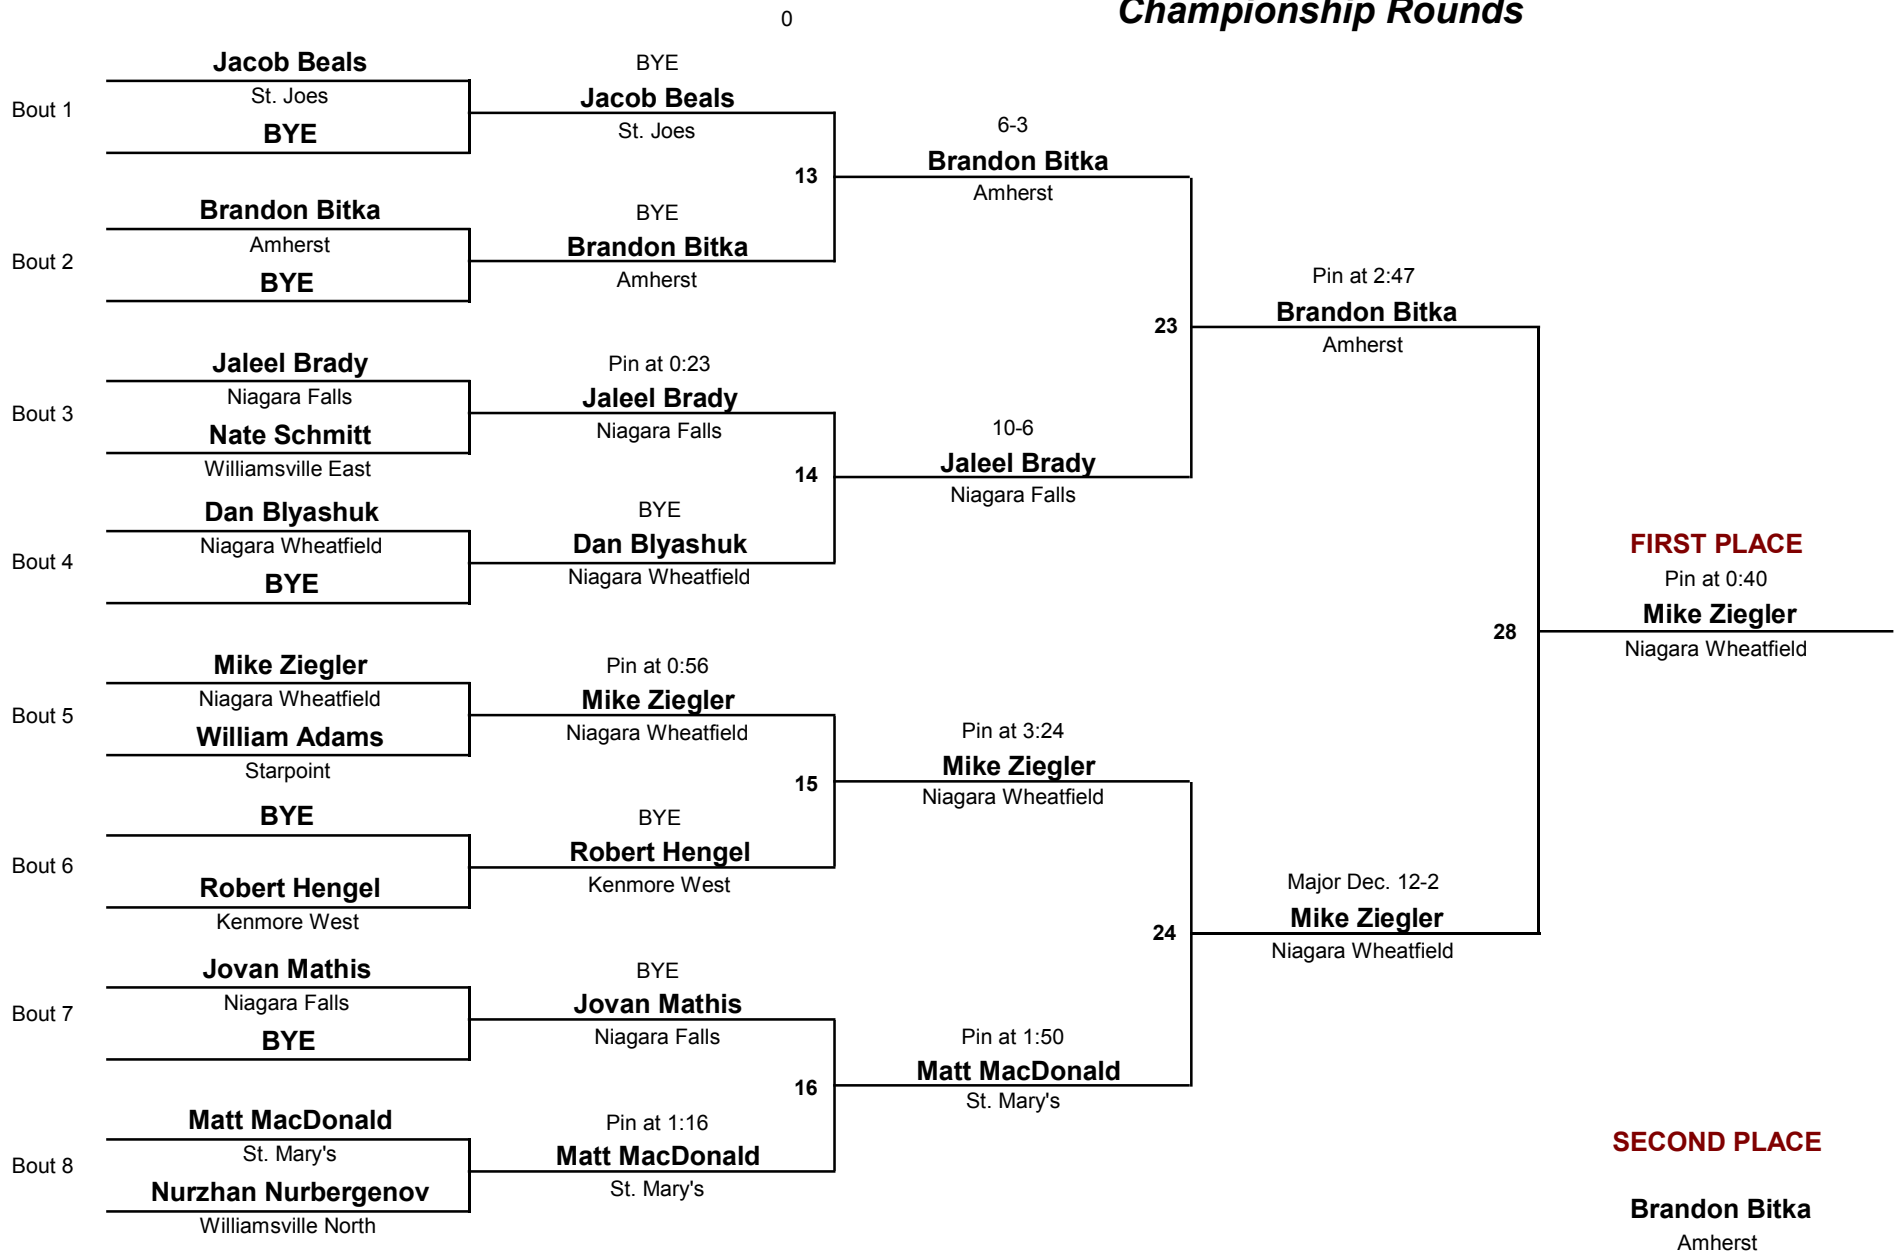 Championship Rounds
0
Jacob Beals
St. Joes
Bout 1
BYE
Brandon Bitka
Amherst
Bout 2
BYE
Jaleel Brady
Niagara Falls
Bout 3
Nate Schmitt
Williamsville East
Dan Blyashuk
Niagara Wheatfield
Bout 4
BYE
Mike Ziegler
Niagara Wheatfield
Bout 5
William Adams
Starpoint
BYE
Bout 6
Robert Hengel
Kenmore West
Jovan Mathis
Niagara Falls
Bout 7
BYE
Matt MacDonald
St. Mary's
Bout 8
Nurzhan Nurbergenov
Williamsville North
BYE
Jacob Beals
St. Joes
13
BYE
Brandon Bitka
Amherst
Pin at 0:23
Jaleel Brady
Niagara Falls
14
BYE
Dan Blyashuk
Niagara Wheatfield
Pin at 0:56
Mike Ziegler
Niagara Wheatfield
15
BYE
Robert Hengel
Kenmore West
BYE
Jovan Mathis
Niagara Falls
16
Pin at 1:16
Matt MacDonald
St. Mary's
6-3
Brandon Bitka
Amherst
23
10-6
Jaleel Brady
Niagara Falls
Pin at 3:24
Mike Ziegler
Niagara Wheatfield
24
Pin at 1:50
Matt MacDonald
St. Mary's
Pin at 2:47
Brandon Bitka
Amherst
28
Major Dec. 12-2
Mike Ziegler
Niagara Wheatfield
FIRST PLACE
Pin at 0:40
Mike Ziegler
Niagara Wheatfield
SECOND PLACE
Brandon Bitka
Amherst